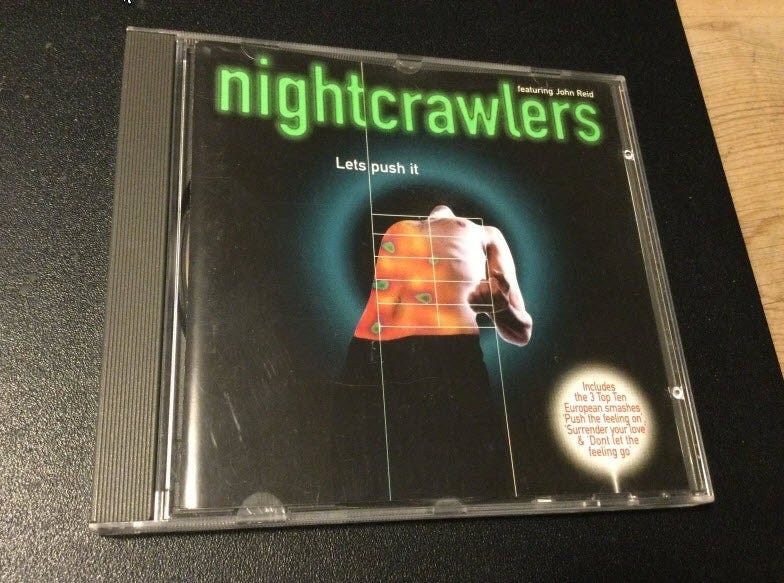 featuring John Reid
nightcrawlers
Lets push it
Includes
the 3 Top Ten
European smashes
'Push the feeling on',
'Surrender your love'
& 'Dont let the
feeling go'